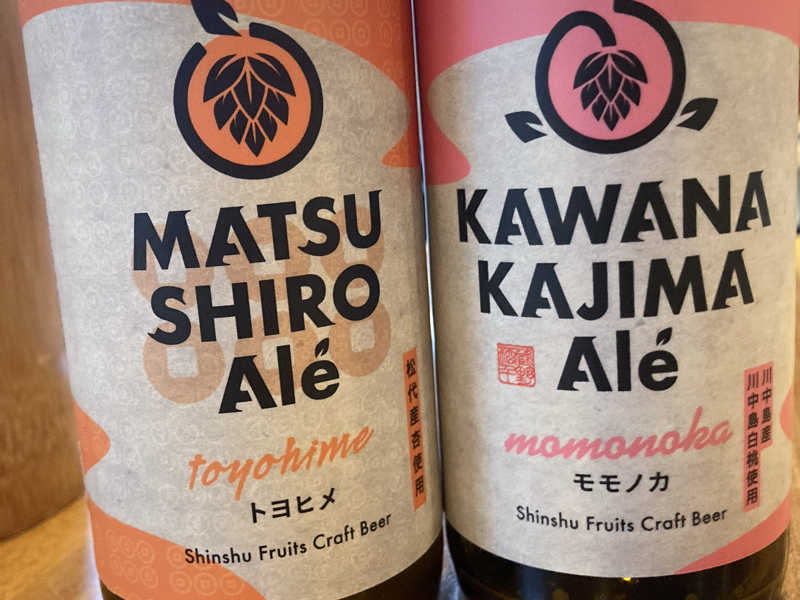 MATSU
SHIRO
Alé
toyohime
トヨヒメ
松代産杏使用
Shinshu Fruits Craft Beer
KAWANA
KAJIMA
Alé
momonoka
モモノカ
川中島産
川中島白桃使用
Shinshu Fruits Craft Beer